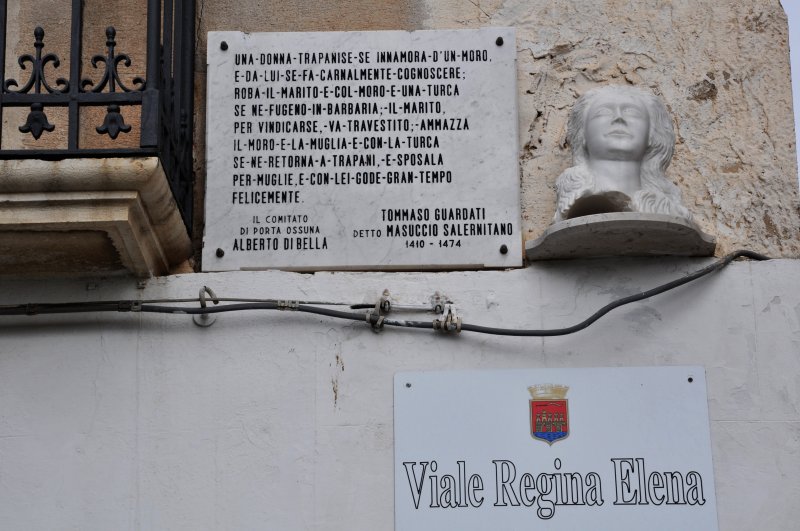 UNA-DONNA-TRAPANISE-SE INNAMORA-D'UN-MORO,
E-DA-LUI-SE-FA-CARNALMENTE-COGNOSCERE;
ROBA-IL-MARITO-E-COL-MORO-E-UNA-TURCA
SE NE-FUGENO-IN-BARBARIA;-IL-MARITO,
PER VINDICARSE,-VA-TRAVESTITO;-AMMAZZA
IL-MORO-E-LA-MUGLIA-E-CON-LA-TURCA
SE-NE-RETORNA-A-TRAPANI,-E-SPOSALA
PER-MUGLIE,-E-CON-LEI-GODE-GRAN-TEMPO
FELICEMENTE.
IL COMITATO
DI PORTA OSSUNA
ALBERTO DI BELLA
TOMMASO GUARDATI
DETTO MASUCCIO SALERNITANO
1410 - 1474
Viale Regina Elena